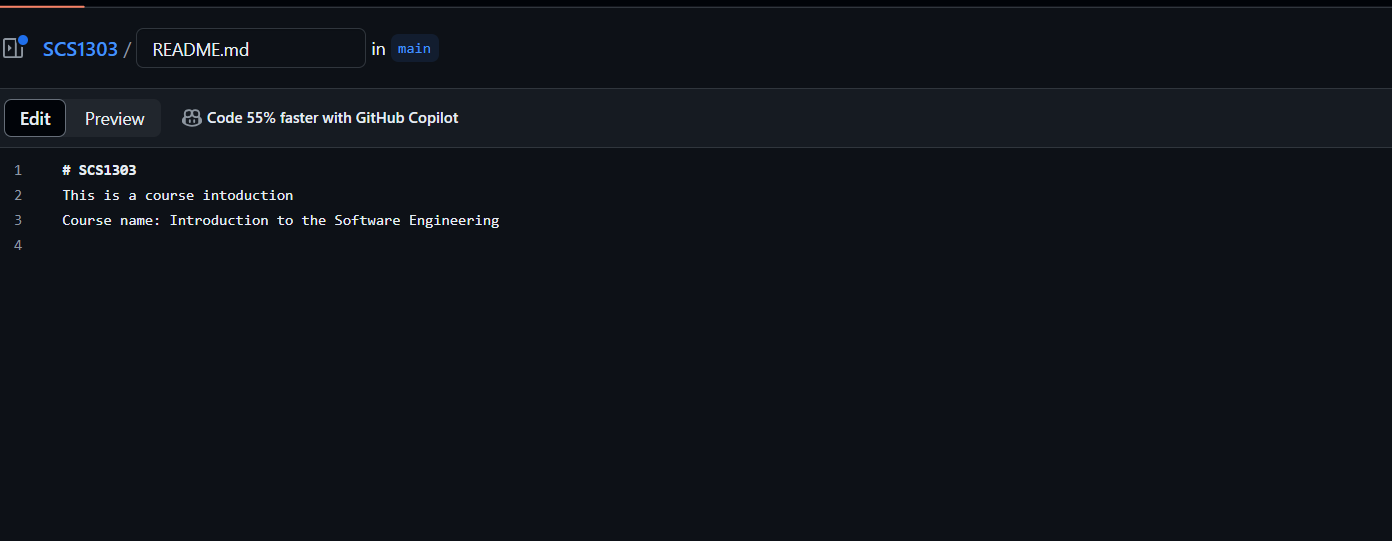 SCS1303 / README.md in main
Edit Preview Code 55% faster with GitHub Copilot
1 # SCS1303
2 This is a course intoduction
3 Course name: Introduction to the Software Engineering
4